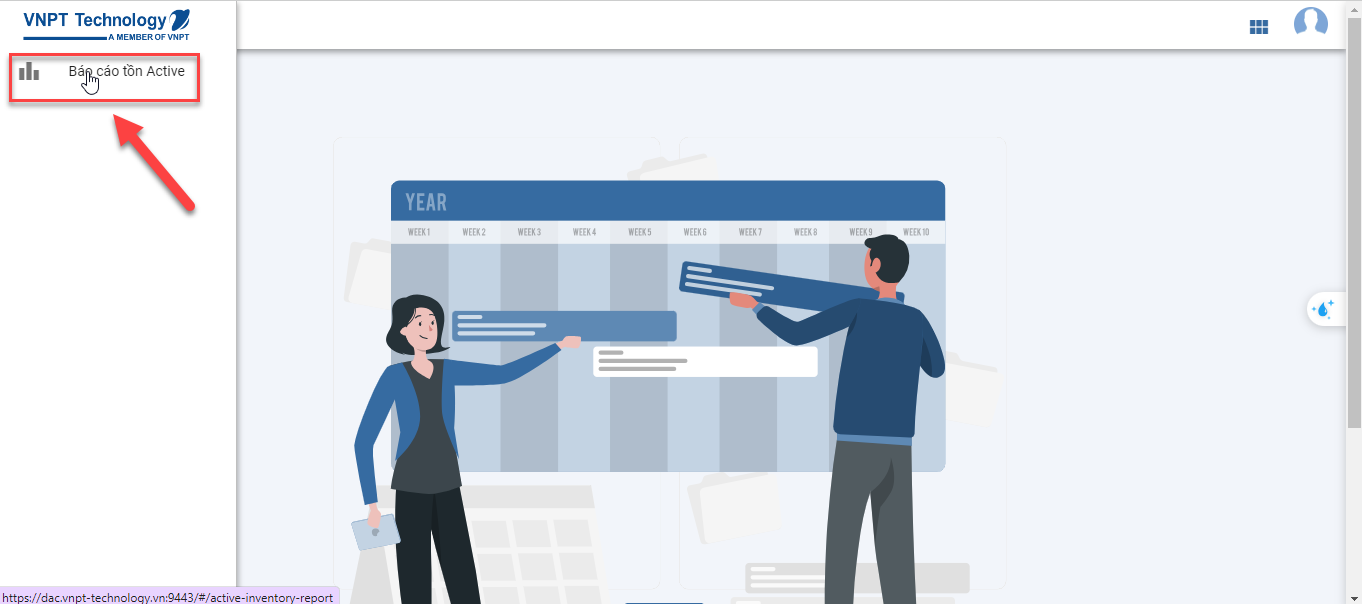 VNPT Technology
A MEMBER OF VNPT
Báo cáo tồn Active
YEAR
WEEK 1 WEEK 2 WEEK 3 WEEK 4 WEEK 5 WEEK 6 WEEK 7 WEEK 8 WEEK 9 WEEK 10
https://dac.vnpt-technology.vn:9443/#/active-inventory-report